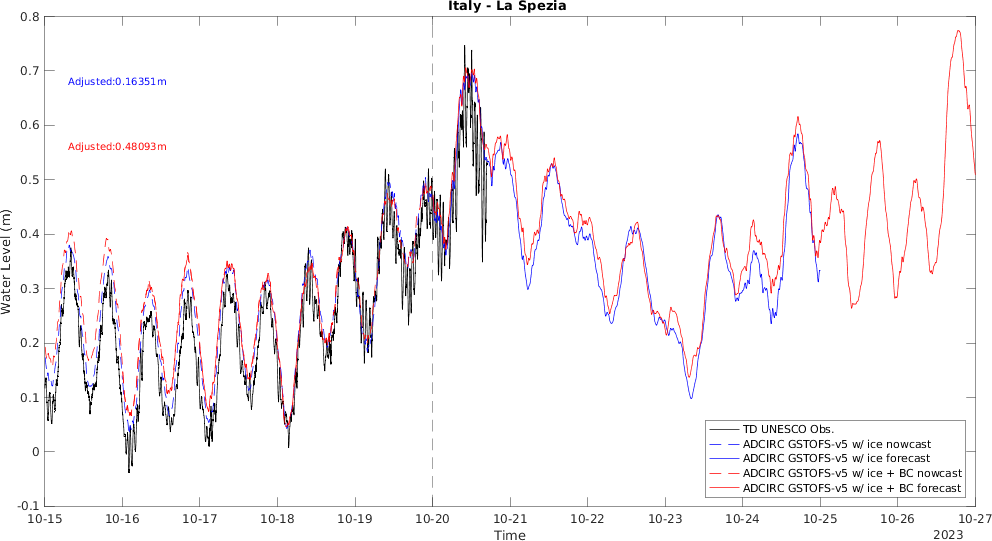 Italy - La Spezia
0.8
0.7
0.6
0.5
0.4
0.3
0.2
0.1
0
-0.1
Water Level (m)
Adjusted:0.16351m
Adjusted:0.48093m
TD UNESCO Obs.
ADCIRC GSTOFS-v5 w/ ice nowcast
ADCIRC GSTOFS-v5 w/ ice forecast
ADCIRC GSTOFS-v5 w/ ice + BC nowcast
ADCIRC GSTOFS-v5 w/ ice + BC forecast
10-15 10-16 10-17 10-18 10-19 10-20 10-21 10-22 10-23 10-24 10-25 10-26 10-27
Time
2023